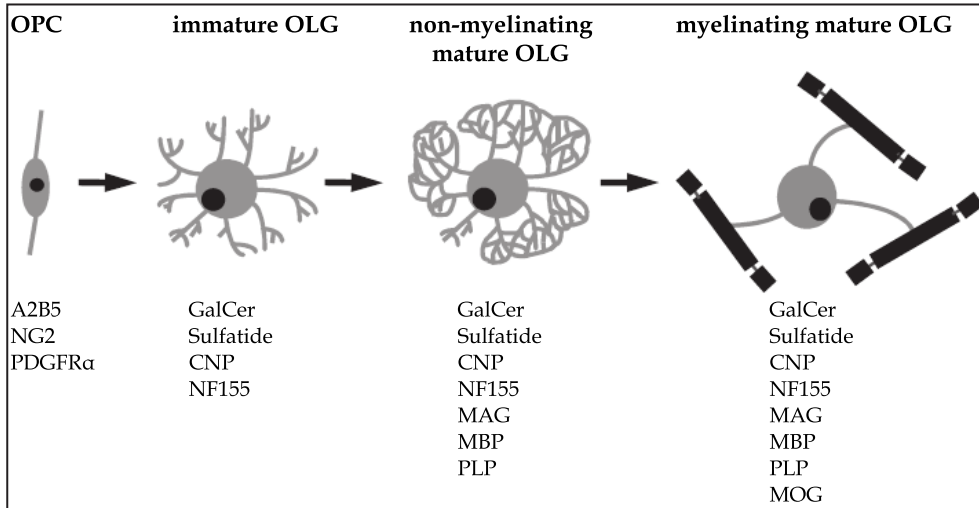 OPC
immature OLG
non-myelinating
mature OLG
myelinating mature OLG
A2B5
NG2
PDGFRα
GalCer
Sulfatide
CNP
NF155
GalCer
Sulfatide
CNP
NF155
MAG
MBP
PLP
GalCer
Sulfatide
CNP
NF155
MAG
MBP
PLP
MOG